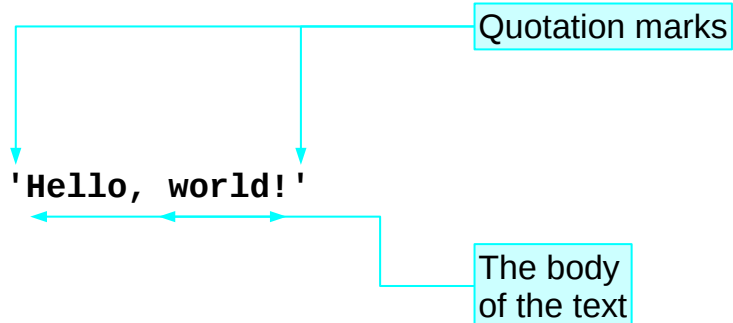 Quotation marks
'Hello, world!'
The body
of the text